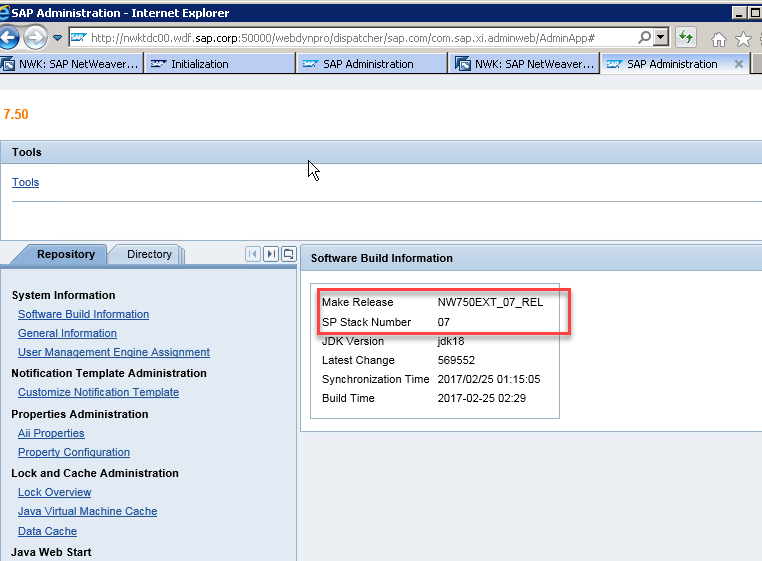 SAP Administration - Internet Explorer
http://nwktdc00.wdf.sap.corp:50000/webdynpro/dispatcher/sap.com/com.sap.xi.adminweb/AdminApp#
NWK: SAP NetWeaver... Initialization SAP Administration NWK: SAP NetWeaver... SAP Administration
7.50
Tools
Tools
Repository Directory
Software Build Information
System Information
Software Build Information
General Information
User Management Engine Assignment
Notification Template Administration
Customize Notification Template
Properties Administration
Aii Properties
Property Configuration
Lock and Cache Administration
Lock Overview
Java Virtual Machine Cache
Data Cache
Java Web Start
Make Release NW750EXT_07_REL
SP Stack Number 07
JDK Version jdk18
Latest Change 569552
Synchronization Time 2017/02/25 01:15:05
Build Time 2017-02-25 02:29